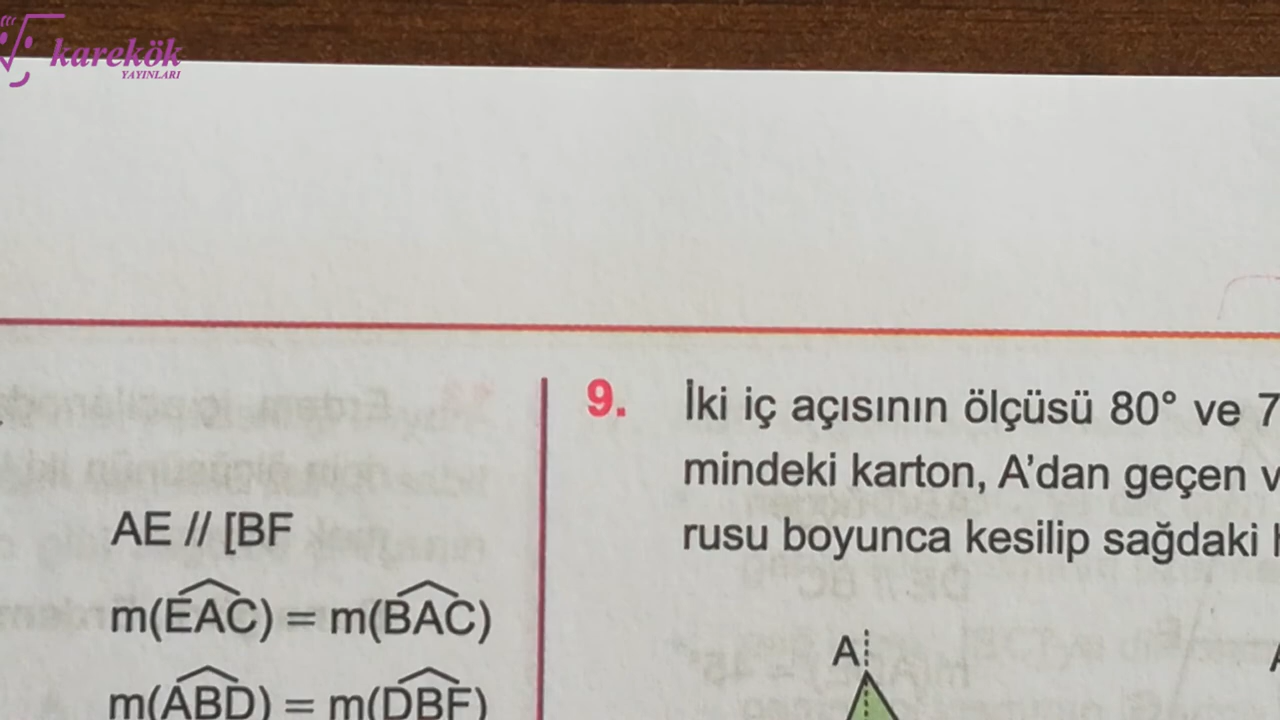 karekök
YAYINLARI
AE // [BF
m(EAC) = m(BAC)
m(ABD) = m(DBF)
9.
İki iç açısının ölçüsü 80° ve 7
mindeki karton, A’dan geçen v
rusu boyunca kesilip sağdaki
A